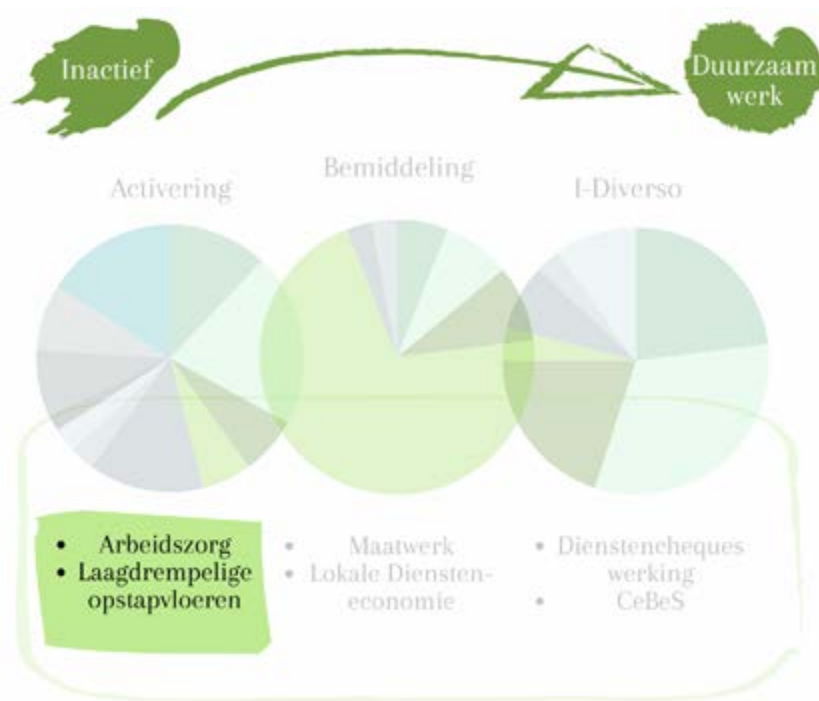 Inactief
Duurzaam
werk
Activering
Bemiddeling
I-Diverso
• Arbeidszorg
• Laagdrempelige
opstapvloeren
• Maatwerk
• Lokale Diensten-
economie
• Dienstencheques
werking
• CeBeS